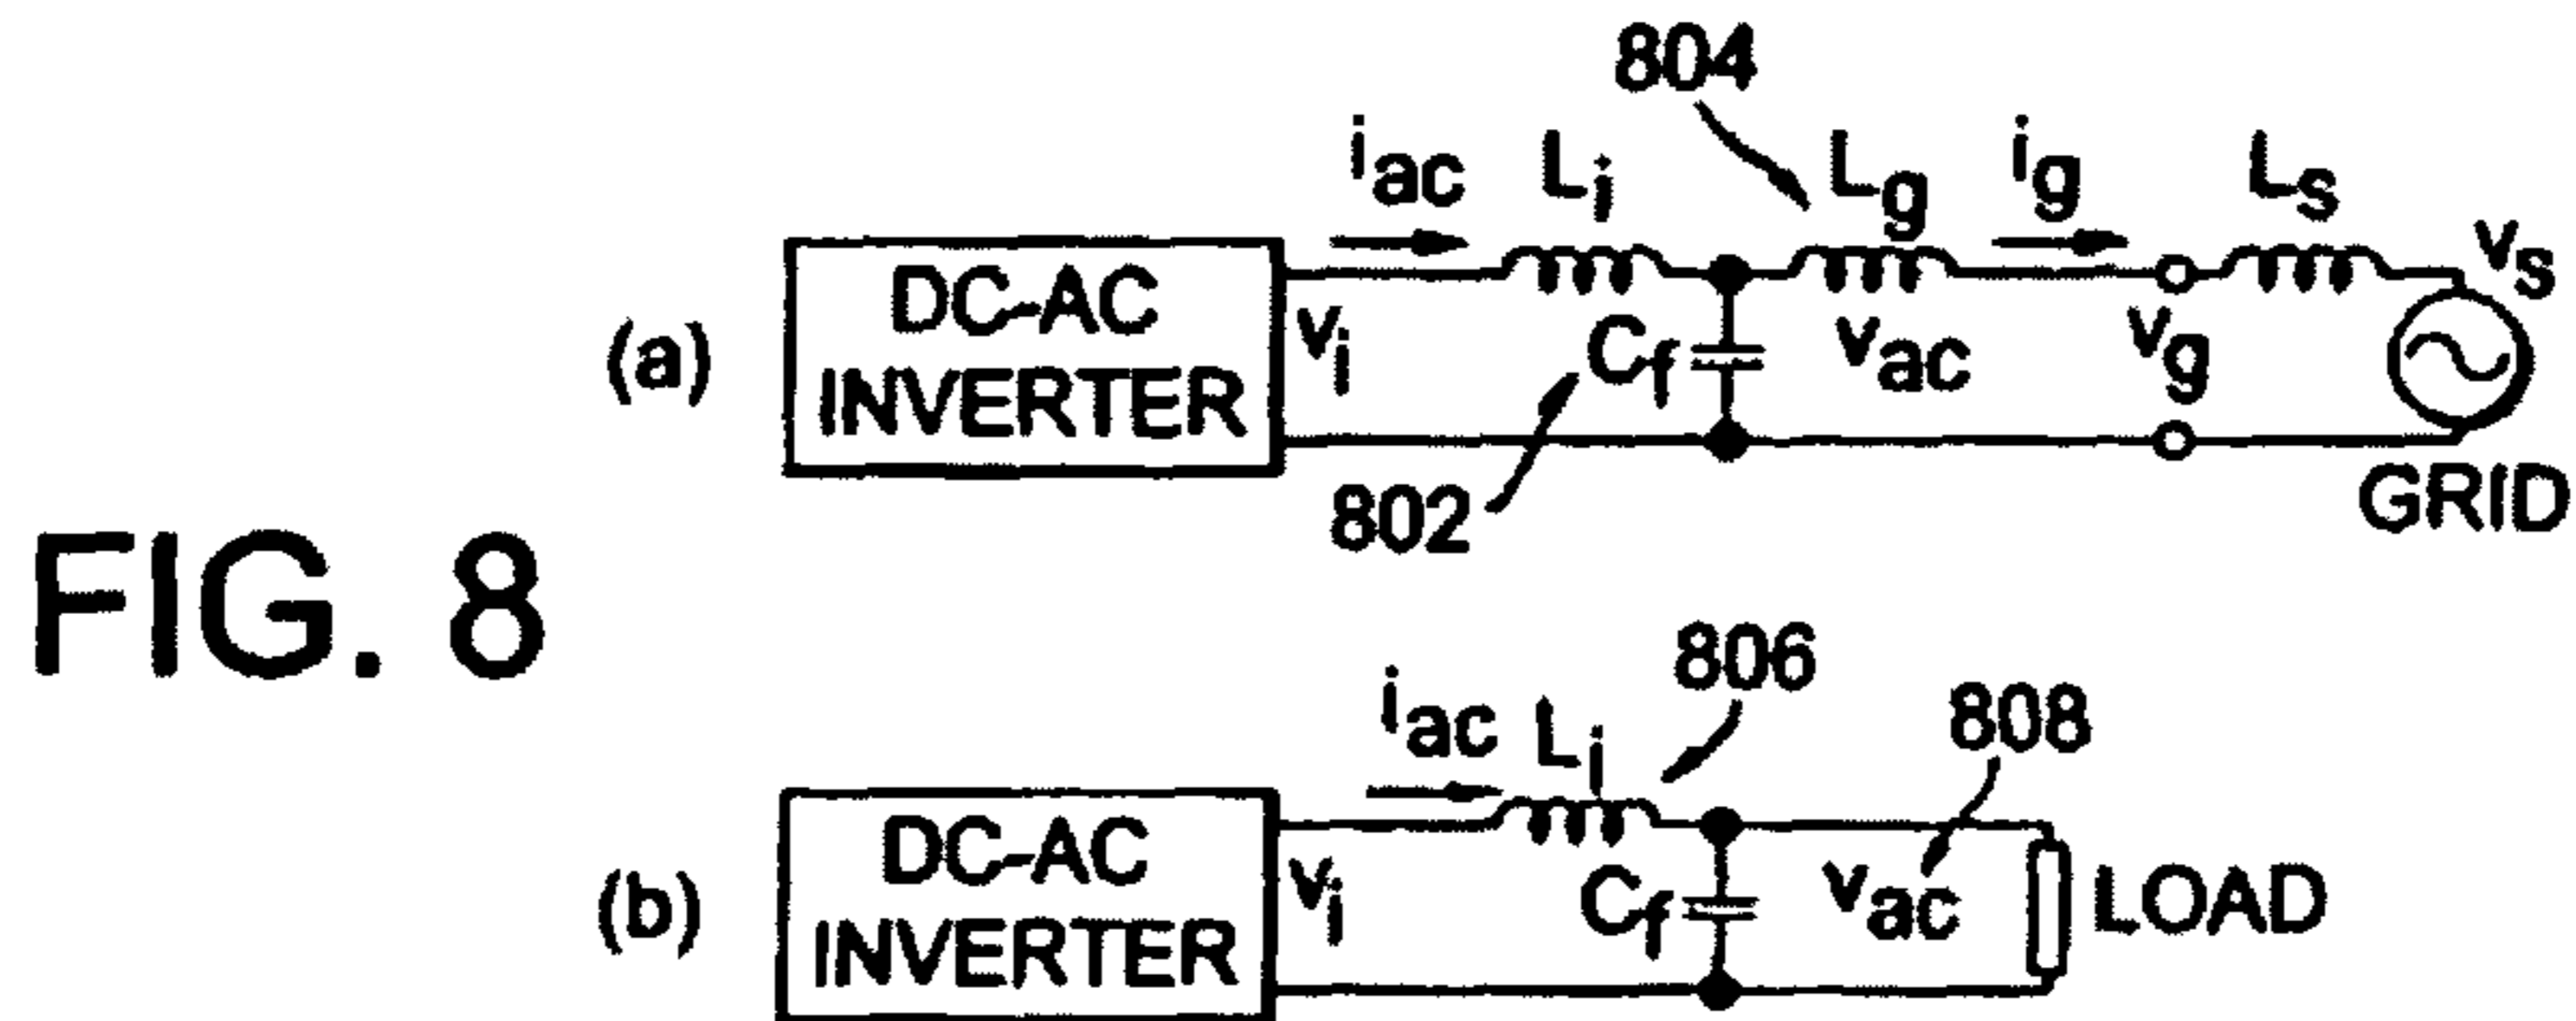 804
i_ac L_i L_g i_g L_s
v_s
(a) DC-AC INVERTER v_i C_f v_ac v_g
802
GRID
FIG. 8
806
i_ac L_i 808
(b) DC-AC INVERTER v_i C_f v_ac LOAD